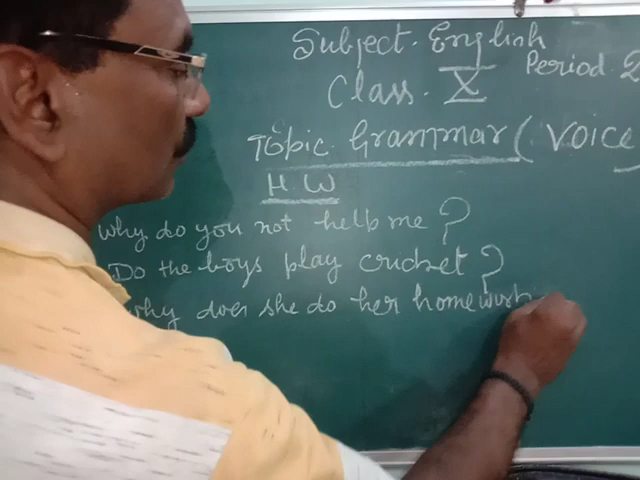 Subject. English
Period. 2
Class. X
Topic. Grammar (Voice
H.W
Why do you not help me?
Do the boys play cricket?
why does she do her homework